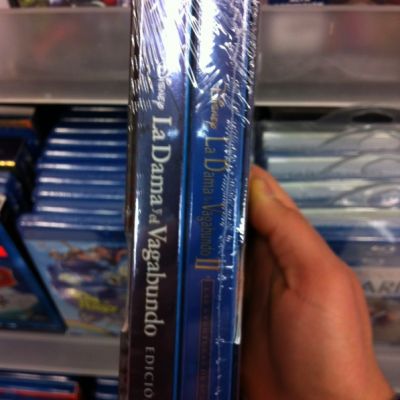 Disney
La Dama y el Vagabundo
EDICIO
Disney
La Dama y el Vagabundo II